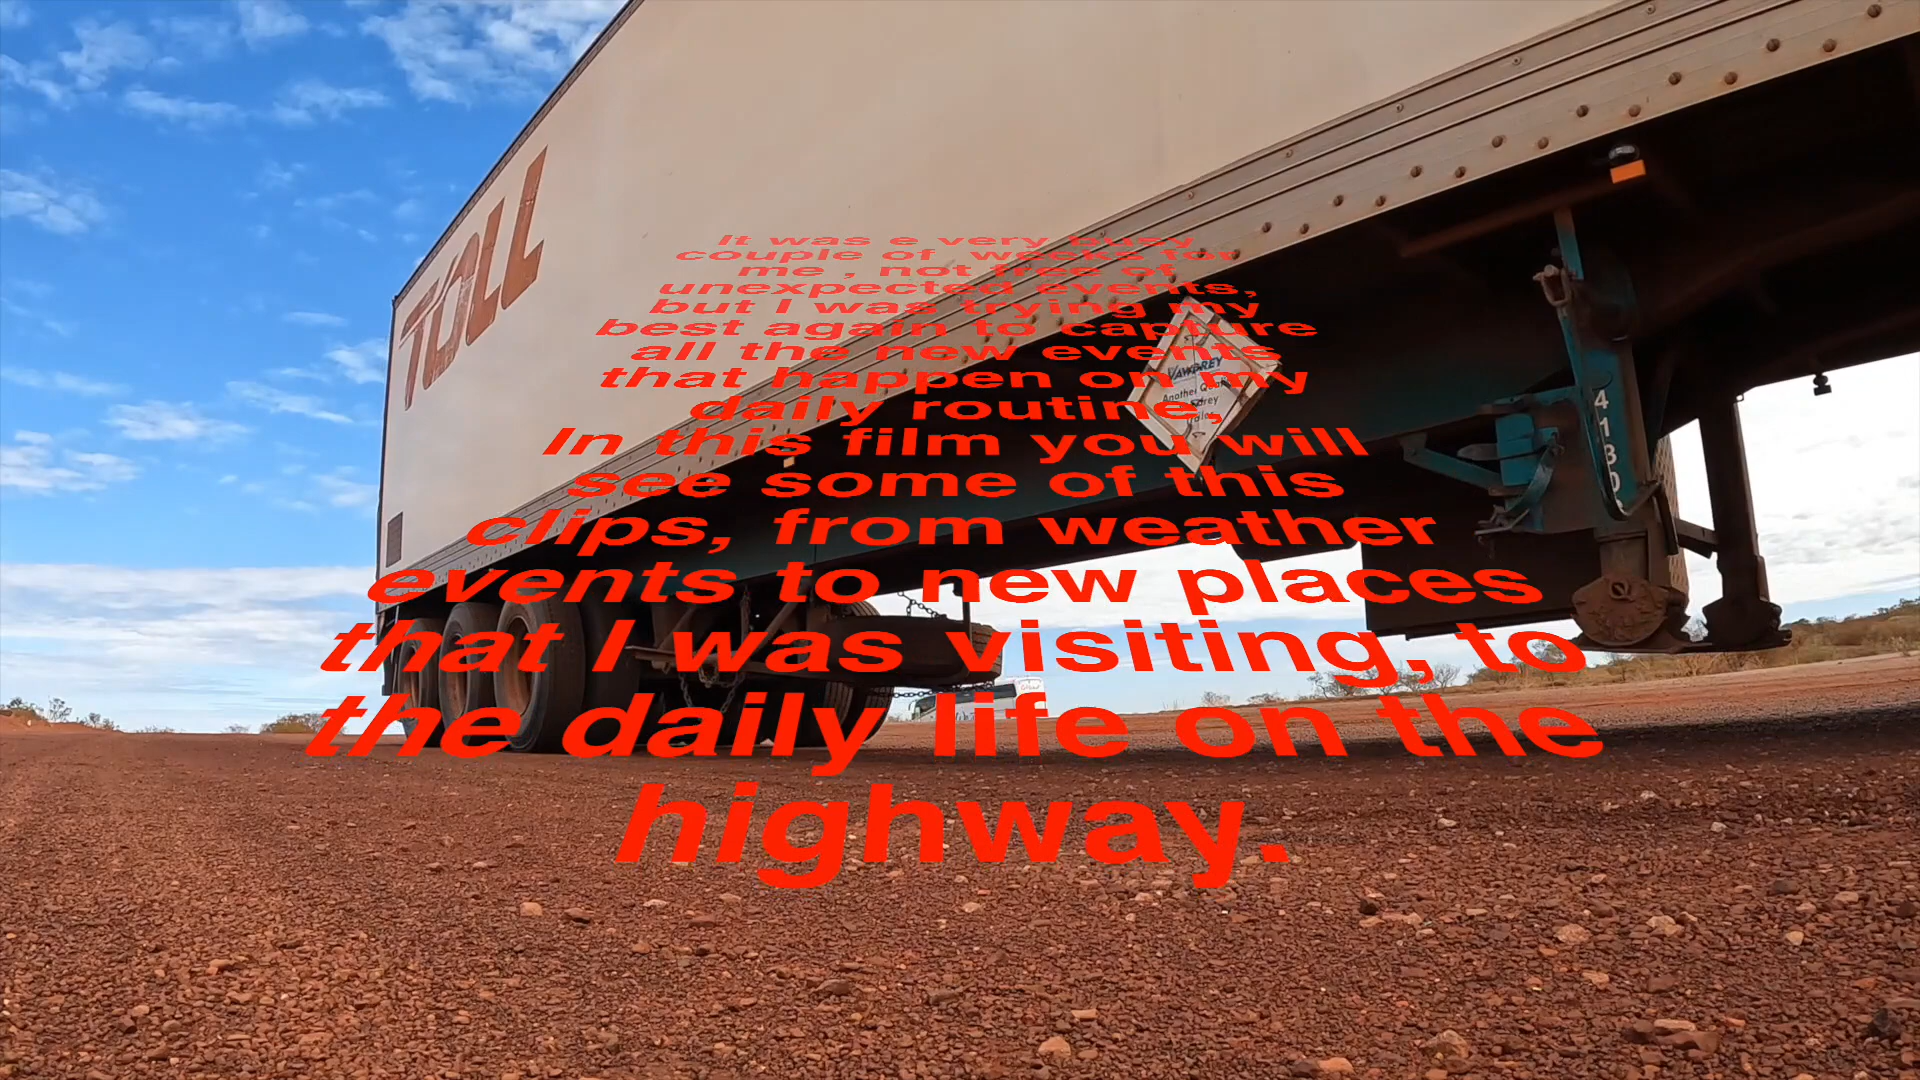 TOLL
It was e very busy
couple of weeks for
me , not free of
unexpected events,
but I was trying my
best again to capture
all the new events
that happen on my
daily routine,
In this film you will
see some of this
clips, from weather
events to new places
that I was visiting, to
the daily life on the
highway.
VAWDREY
Another